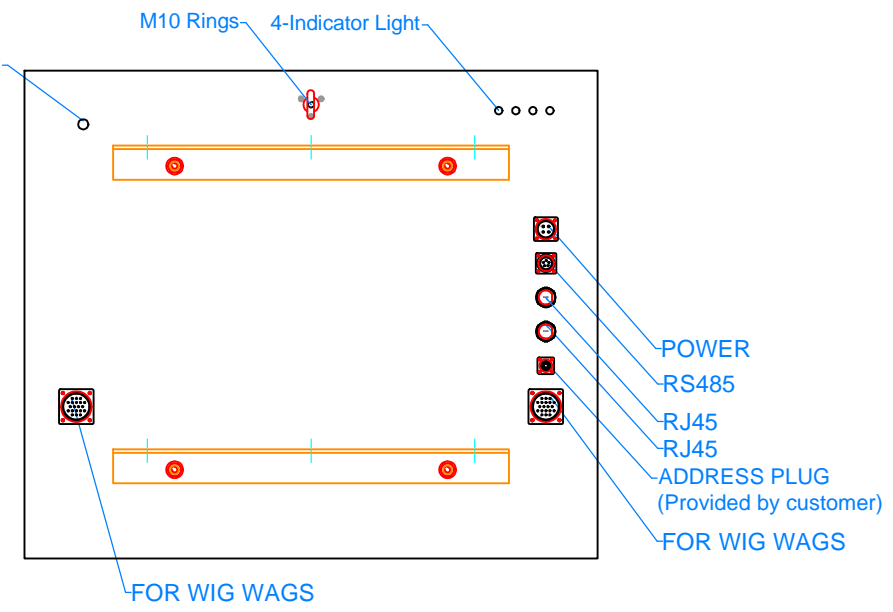 M10 Rings
4-Indicator Light
POWER
RS485
RJ45
RJ45
ADDRESS PLUG
(Provided by customer)
FOR WIG WAGS
FOR WIG WAGS